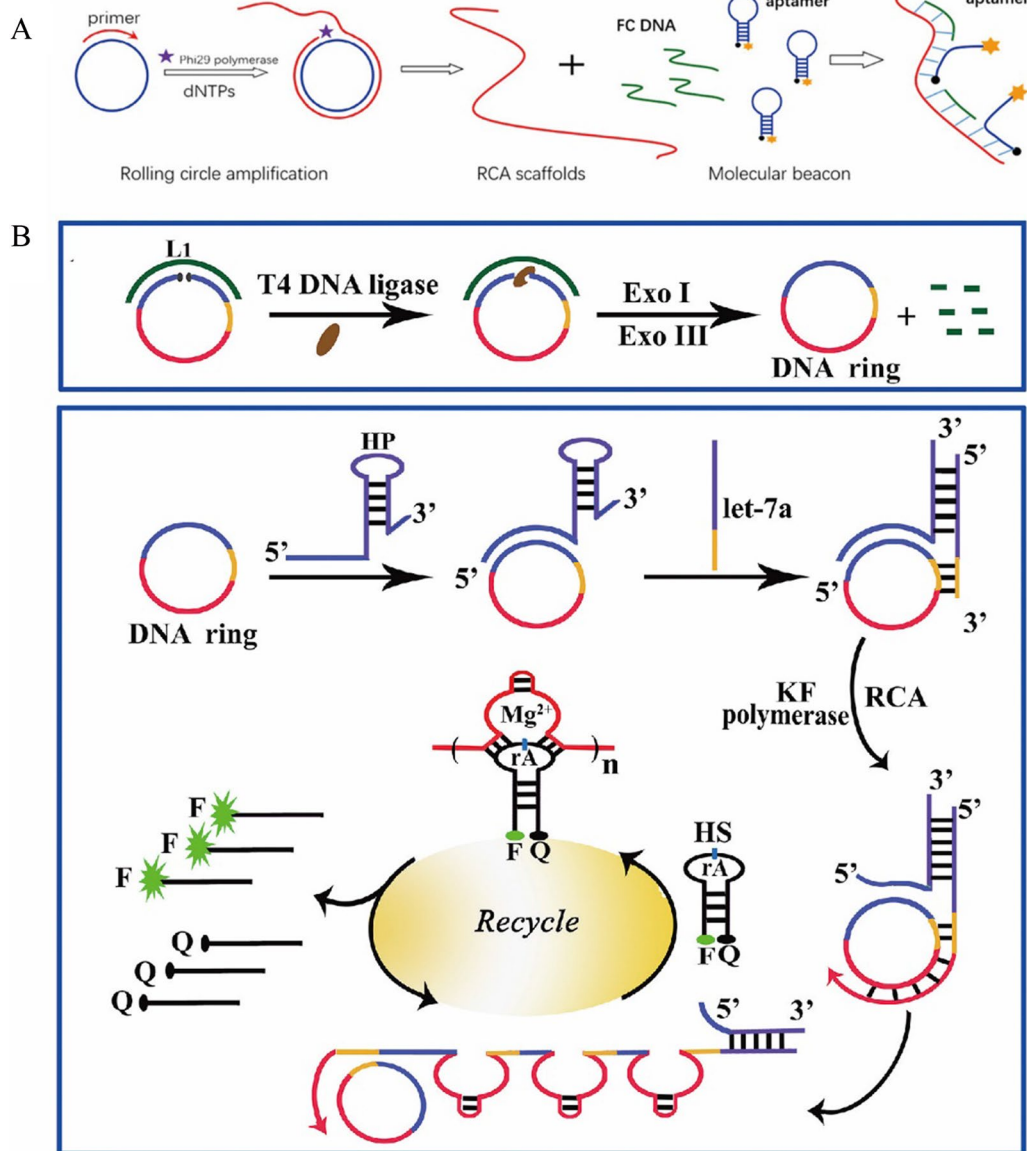 A
primer
Phi29 polymerase
dNTPs
FC DNA
aptamer
aptamer
+
Rolling circle amplification
RCA scaffolds
Molecular beacon
B
L1
T4 DNA ligase
Exo I
Exo III
+
DNA ring
HP
3'
5'
DNA ring
3'
5'
let-7a
3'
5'
5'
3'
KF
polymerase
RCA
Mg2+
rA
( )n
F Q
HS
rA
F Q
Recycle
F
F
F
Q
Q
Q
3'
5'
5'
5' 3'